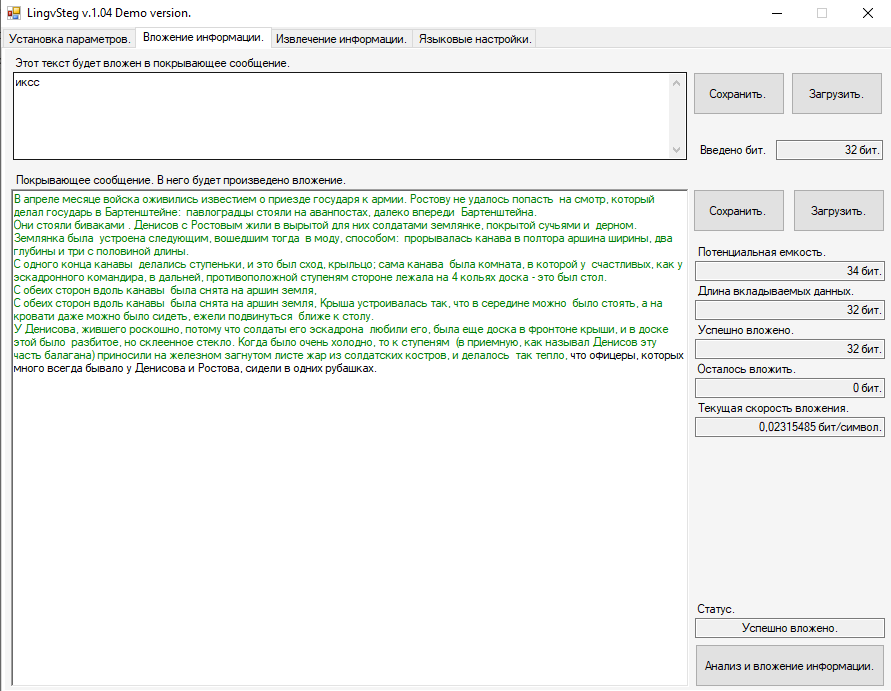 LingvSteg v.1.04 Demo version.
Установка параметров. Вложение информации. Извлечение информации. Языковые настройки.
Этот текст будет вложен в покрывающее сообщение.
иксс
Сохранить. Загрузить.
Введено бит. 32 бит.
Покрывающее сообщение. В него будет произведено вложение.
В апреле месяце войска оживились известием о приезде государя к армии. Ростову не удалось попасть  на смотр, который
делал государь в Бартенштейне:  павлоградцы стояли на аванпостах, далеко впереди  Бартенштейна.
Они стояли биваками . Денисов с Ростовым жили в вырытой для них солдатами землянке, покрытой сучьями и  дерном.
Землянка была  устроена следующим, вошедшим тогда  в моду, способом:  прорывалась канава в полтора аршина ширины, два
глубины и три с половиной длины.
С одного конца канавы  делались ступеньки, и это был сход, крыльцо; сама канава  была комната, в которой у  счастливых, как у
эскадронного командира, в дальней, противоположной ступеням стороне лежала на 4 кольях доска - это был стол.
С обеих сторон вдоль канавы  была снята на аршин земля,
С обеих сторон вдоль канавы  была снята на аршин земля, Крыша устроивалась так, что в середине можно  было стоять, а на
кровати даже можно было сидеть, ежели подвинуться  ближе к столу.
У Денисова, жившего роскошно, потому что солдаты его эскадрона  любили его, была еще доска в фронтоне крыши, и в доске
этой было  разбитое, но склеенное стекло. Когда было очень холодно, то к ступеням  (в приемную, как называл Денисов эту
часть балагана) приносили на железном загнутом листе жар из солдатских костров, и делалось  так тепло, что офицеры, которых
много всегда бывало у Денисова и Ростова, сидели в одних рубашках.
Сохранить. Загрузить.
Потенциальная емкость.
34 бит.
Длина вкладываемых данных.
32 бит.
Успешно вложено.
32 бит.
Осталось вложить.
0 бит.
Текущая скорость вложения.
0,02315485 бит/символ.
Статус.
Успешно вложено.
Анализ и вложение информации.